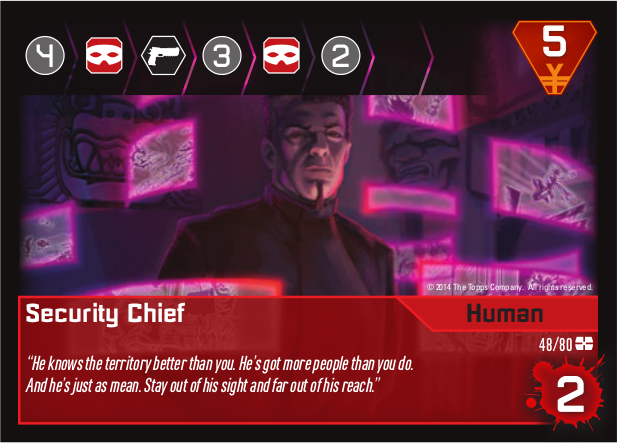 4 3 2 5 ¥
© 2014 The Topps Company. All rights reserved.
Security Chief Human
48/80
"He knows the territory better than you. He's got more people than you do.
And he's just as mean. Stay out of his sight and far out of his reach."
2